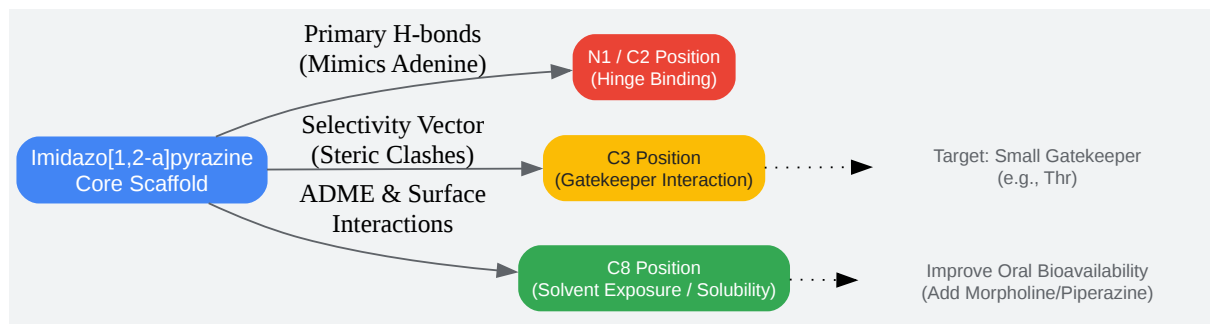 Primary H-bonds
(Mimics Adenine)
N1 / C2 Position
(Hinge Binding)
Imidazo[1,2-a]pyrazine
Core Scaffold
Selectivity Vector
(Steric Clashes)
C3 Position
(Gatekeeper Interaction)
Target: Small Gatekeeper
(e.g., Thr)
ADME & Surface
Interactions
C8 Position
(Solvent Exposure / Solubility)
Improve Oral Bioavailability
(Add Morpholine/Piperazine)